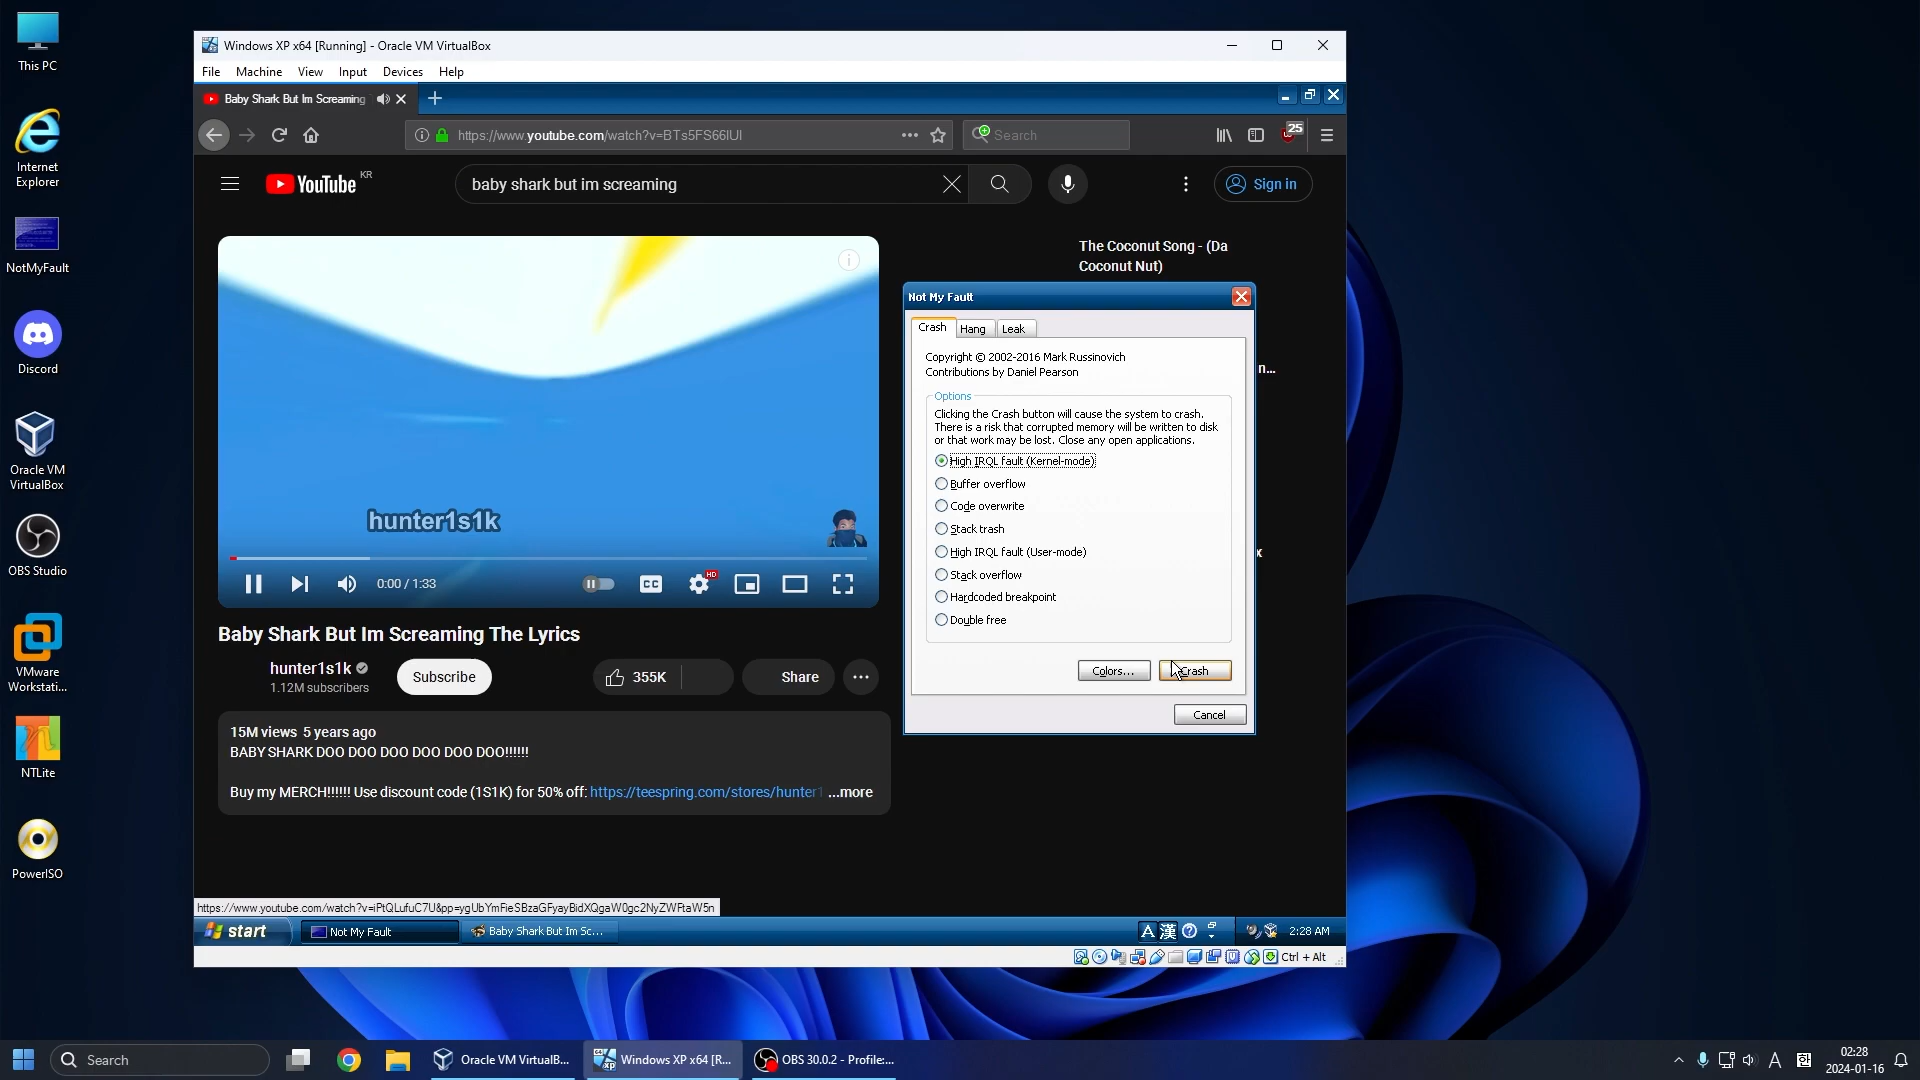 This PC
Internet
Explorer
NotMyFault
Discord
Oracle VM
VirtualBox
OBS Studio
VMware
Workstati...
NTLite
PowerISO
Windows XP x64 [Running] - Oracle VM VirtualBox
File Machine View Input Devices Help
Baby Shark But Im Screaming
https://www.youtube.com/watch?v=BTs5FS66lUI
Search
25
YouTube KR
baby shark but im screaming
Sign in
hunter1s1k
0:00 / 1:33
CC
HD
Baby Shark But Im Screaming The Lyrics
hunter1s1k
1.12M subscribers
Subscribe
355K
Share
15M views 5 years ago
BABY SHARK DOO DOO DOO DOO DOO DOO!!!!!!
Buy my MERCH!!!!!! Use discount code (1S1K) for 50% off: https://teespring.com/stores/hunter1 ...more
The Coconut Song - (Da
Coconut Nut)
n...
x
Not My Fault
Crash Hang Leak
Copyright © 2002-2016 Mark Russinovich
Contributions by Daniel Pearson
Options
Clicking the Crash button will cause the system to crash.
There is a risk that corrupted memory will be written to disk
or that work may be lost. Close any open applications.
High IRQL fault (Kernel-mode)
Buffer overflow
Code overwrite
Stack trash
High IRQL fault (User-mode)
Stack overflow
Hardcoded breakpoint
Double free
Colors... Crash
Cancel
https://www.youtube.com/watch?v=iPtQLufuC7U&pp=ygUbYmFieSBzaGFyayBidXQgaW0gc2NyZWFtaW5n
start
Not My Fault
Baby Shark But Im Sc...
A 漢
2:28 AM
Ctrl + Alt
Search
Oracle VM VirtualB...
Windows XP x64 [R...
OBS 30.0.2 - Profile:...
A
02:28
2024-01-16